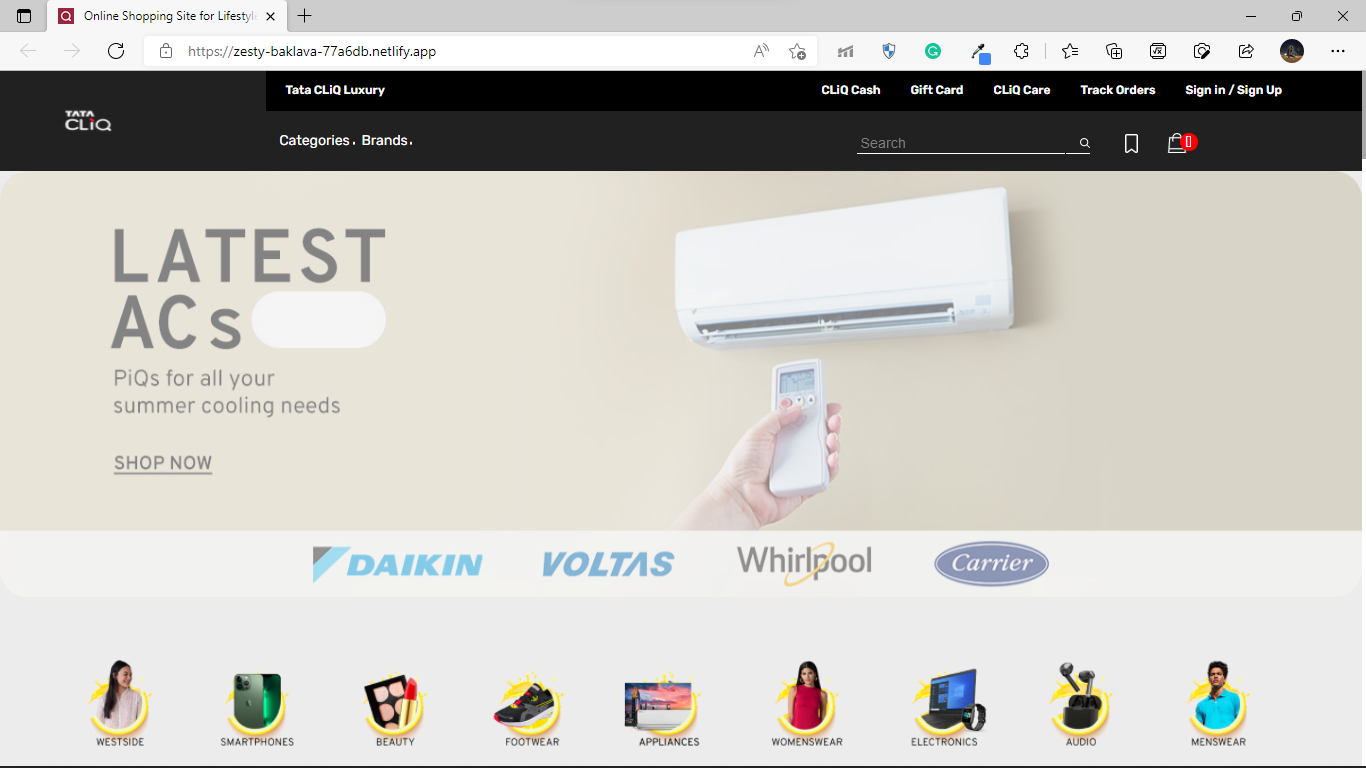 Online Shopping Site for Lifestyle
https://zesty-baklava-77a6db.netlify.app
Tata CLiQ Luxury
CLiQ Cash
Gift Card
CLiQ Care
Track Orders
Sign in / Sign Up
TATA
CLiQ
Categories
Brands
Search
LATEST
ACs
PiQs for all your
summer cooling needs
SHOP NOW
DAIKIN
VOLTAS
Whirlpool
Carrier
WESTSIDE
SMARTPHONES
BEAUTY
FOOTWEAR
APPLIANCES
WOMENSWEAR
ELECTRONICS
AUDIO
MENSWEAR